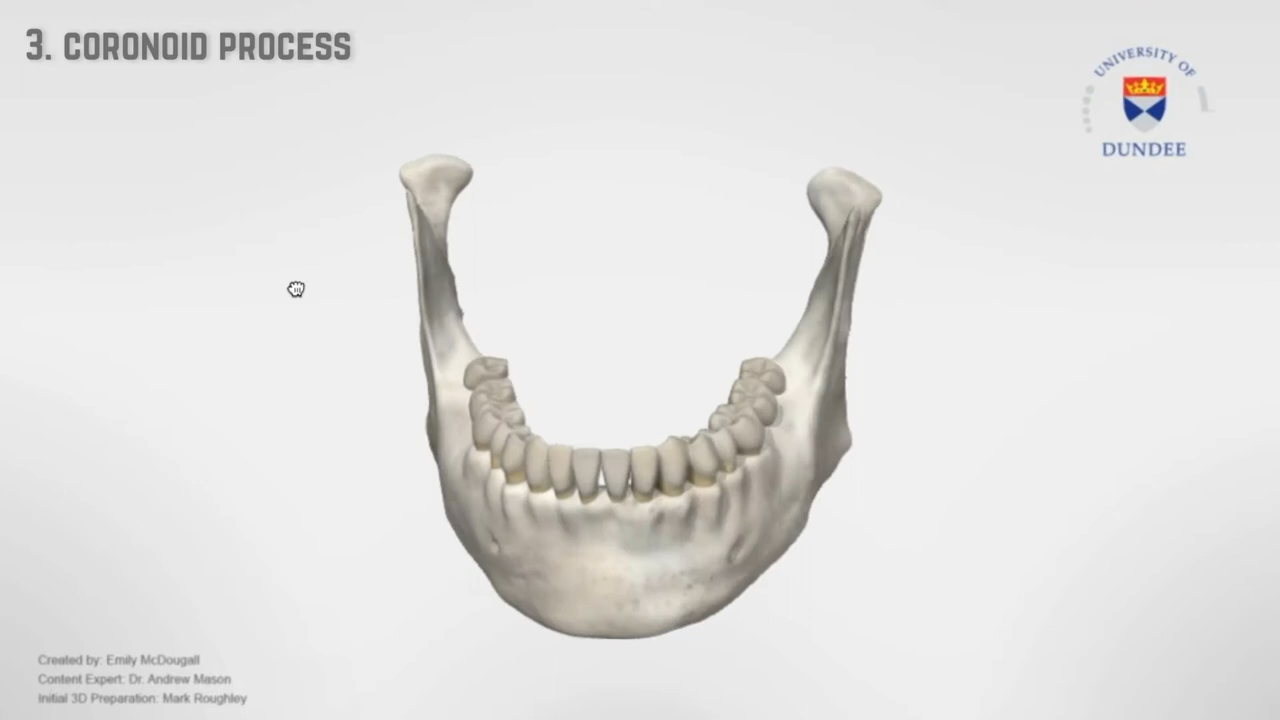 3. CORONOID PROCESS
UNIVERSITY OF
DUNDEE
Created by: Emily McDougall
Content Expert: Dr. Andrew Mason
Initial 3D Preparation: Mark Roughley